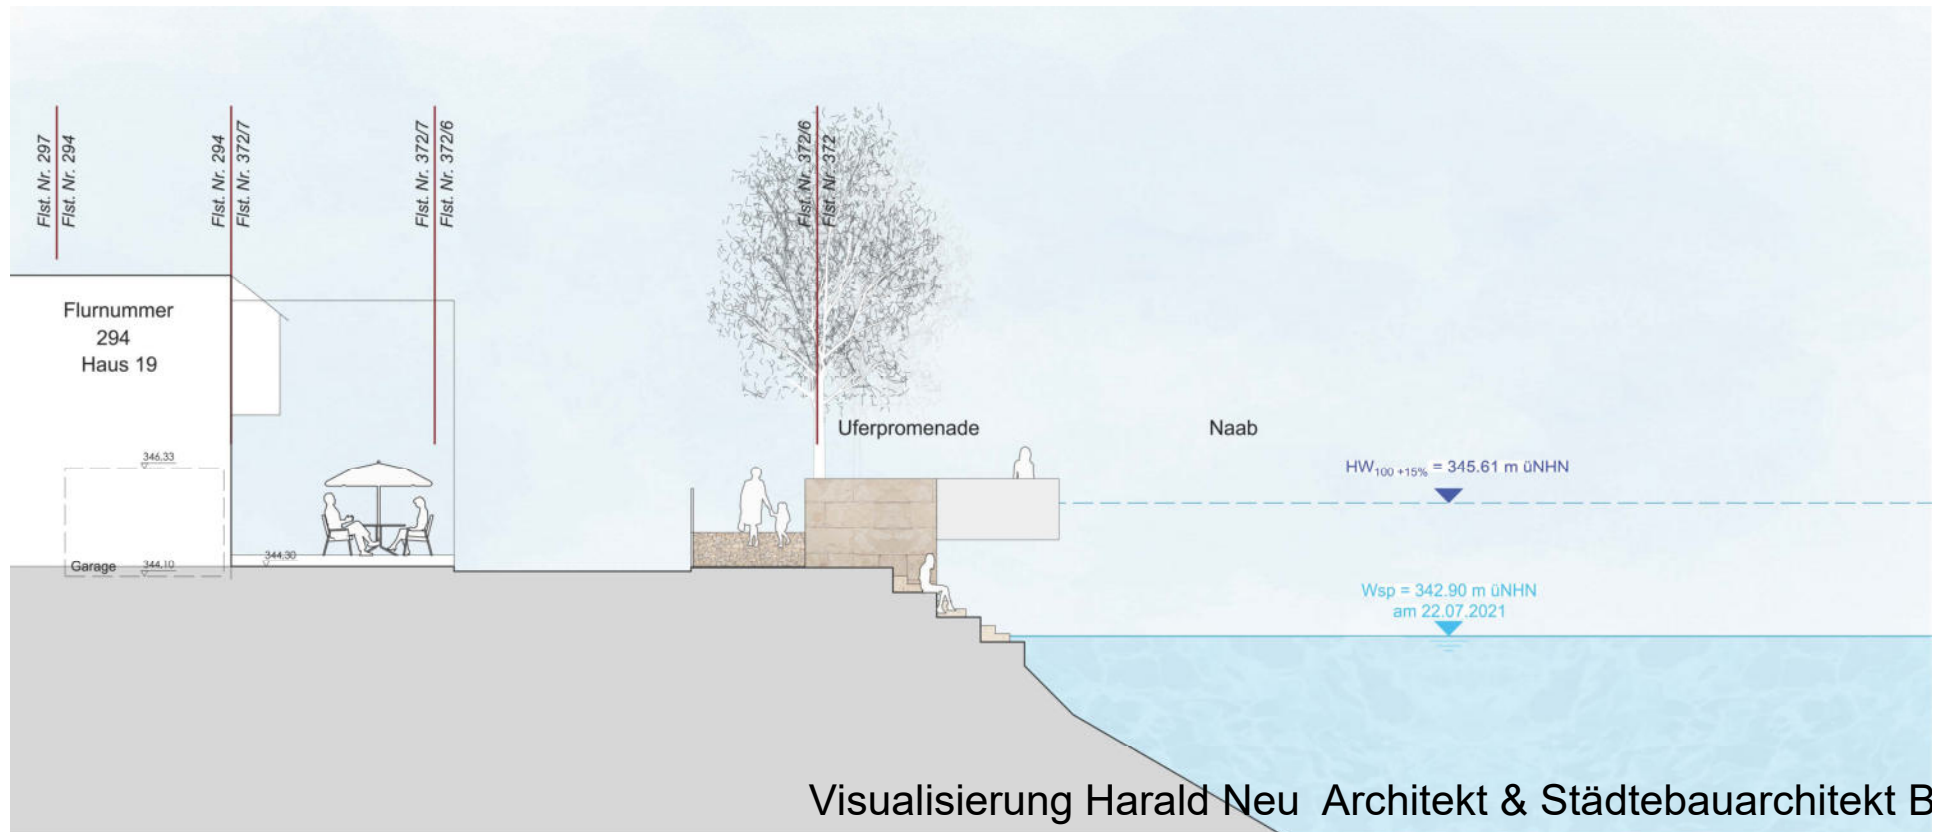 Flst. Nr. 297
Flst. Nr. 294
Flst. Nr. 294
Flst. Nr. 372/7
Flst. Nr. 372/7
Flst. Nr. 372/6
Flst. Nr. 372/6
Flst. Nr. 372
Flurnummer
294
Haus 19
Uferpromenade
Naab
346,33
HW100 +15% = 345.61 m üNHN
Garage
344,10
344,30
Wsp = 342.90 m üNHN
am 22.07.2021
Visualisierung Harald Neu Architekt & Städtebauarchitekt B